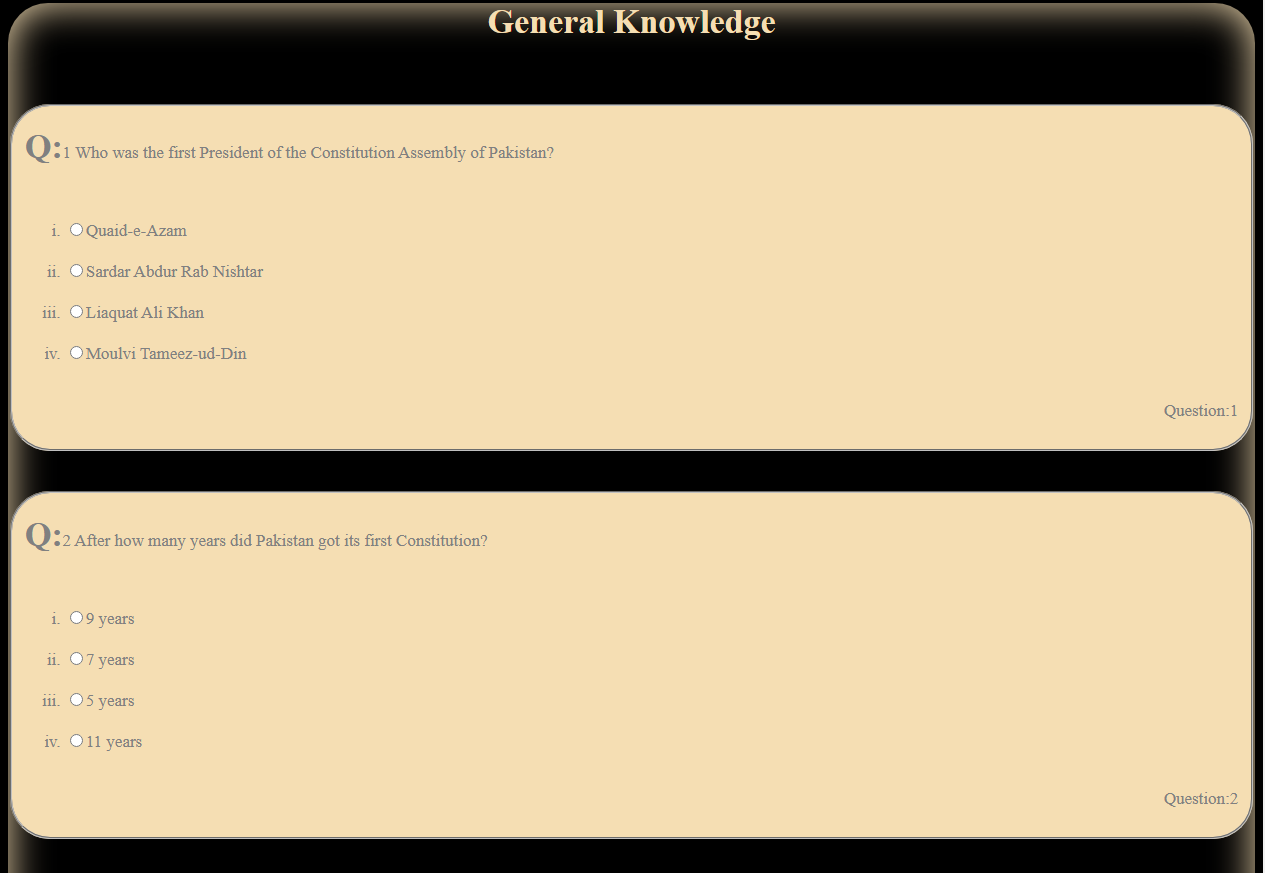 General Knowledge
Q:1 Who was the first President of the Constitution Assembly of Pakistan?
i. Quaid-e-Azam
ii. Sardar Abdur Rab Nishtar
iii. Liaquat Ali Khan
iv. Moulvi Tameez-ud-Din
Question:1
Q:2 After how many years did Pakistan got its first Constitution?
i. 9 years
ii. 7 years
iii. 5 years
iv. 11 years
Question:2